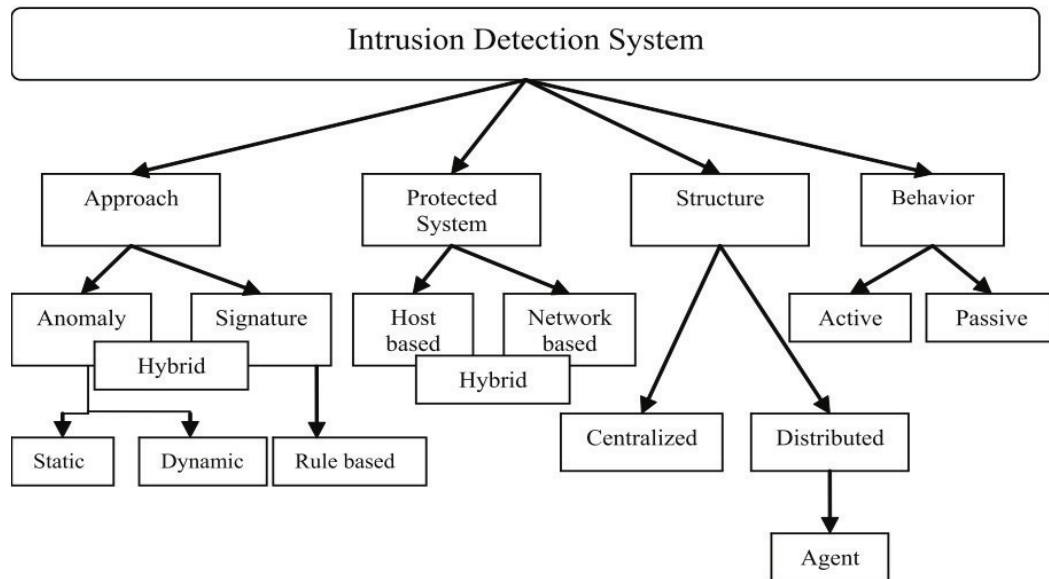 Intrusion Detection System
Approach
Protected
System
Structure
Behavior
Anomaly
Signature
Hybrid
Host
based
Network
based
Hybrid
Active
Passive
Static
Dynamic
Rule based
Centralized
Distributed
Agent